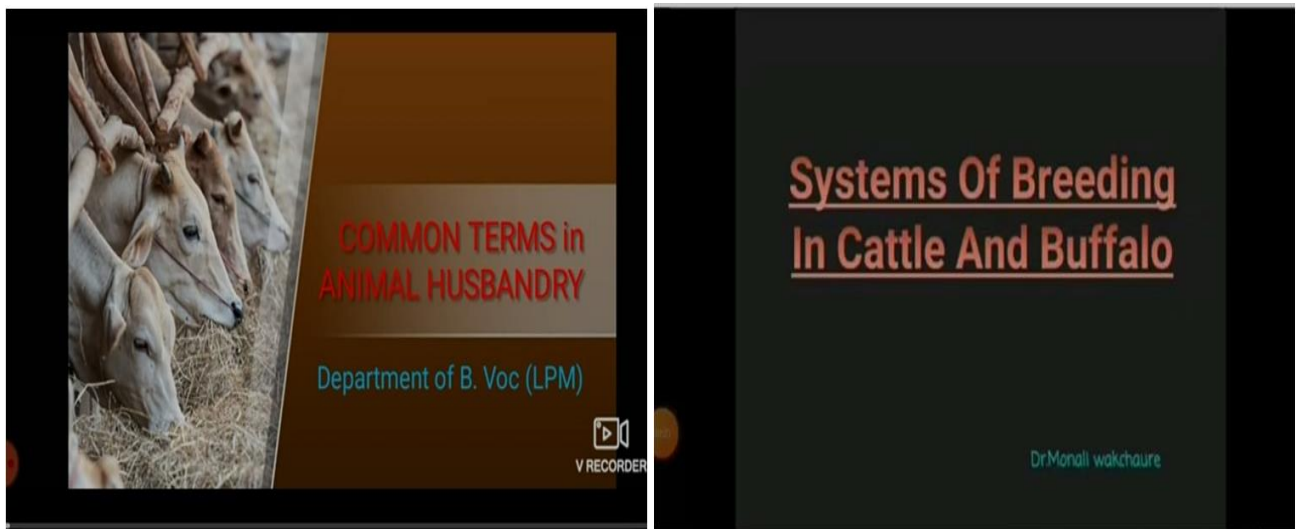 COMMON TERMS in
ANIMAL HUSBANDRY
Department of B. Voc (LPM)
V RECORDER
Systems Of Breeding
In Cattle And Buffalo
Dr.Monali wakchaure